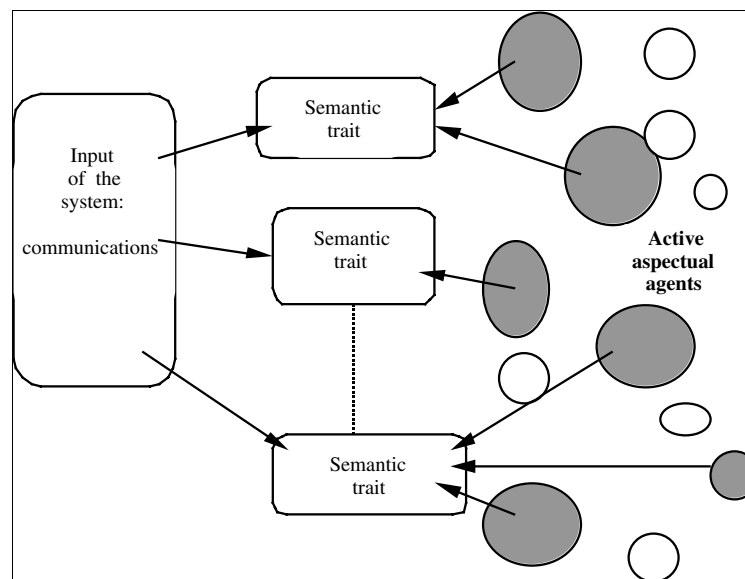 Input
of the
system:
communications
Semantic
trait
Semantic
trait
Semantic
trait
Active
aspectual
agents